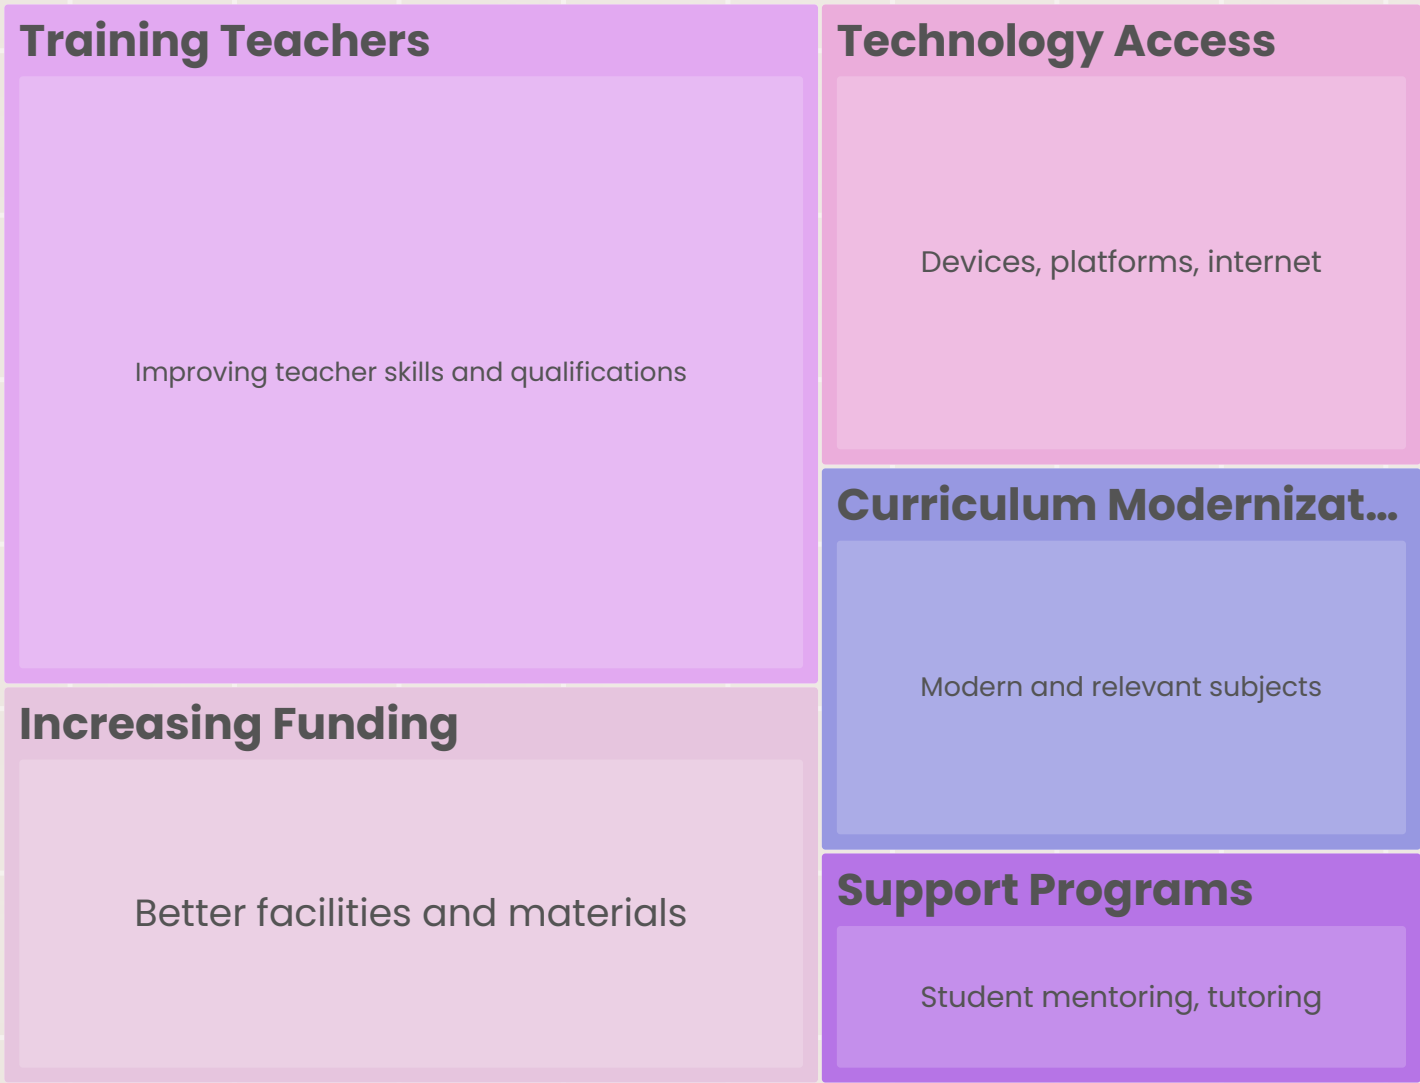 Training Teachers
Improving teacher skills and qualifications
Increasing Funding
Better facilities and materials
Technology Access
Devices, platforms, internet
Curriculum Modernizat...
Modern and relevant subjects
Support Programs
Student mentoring, tutoring